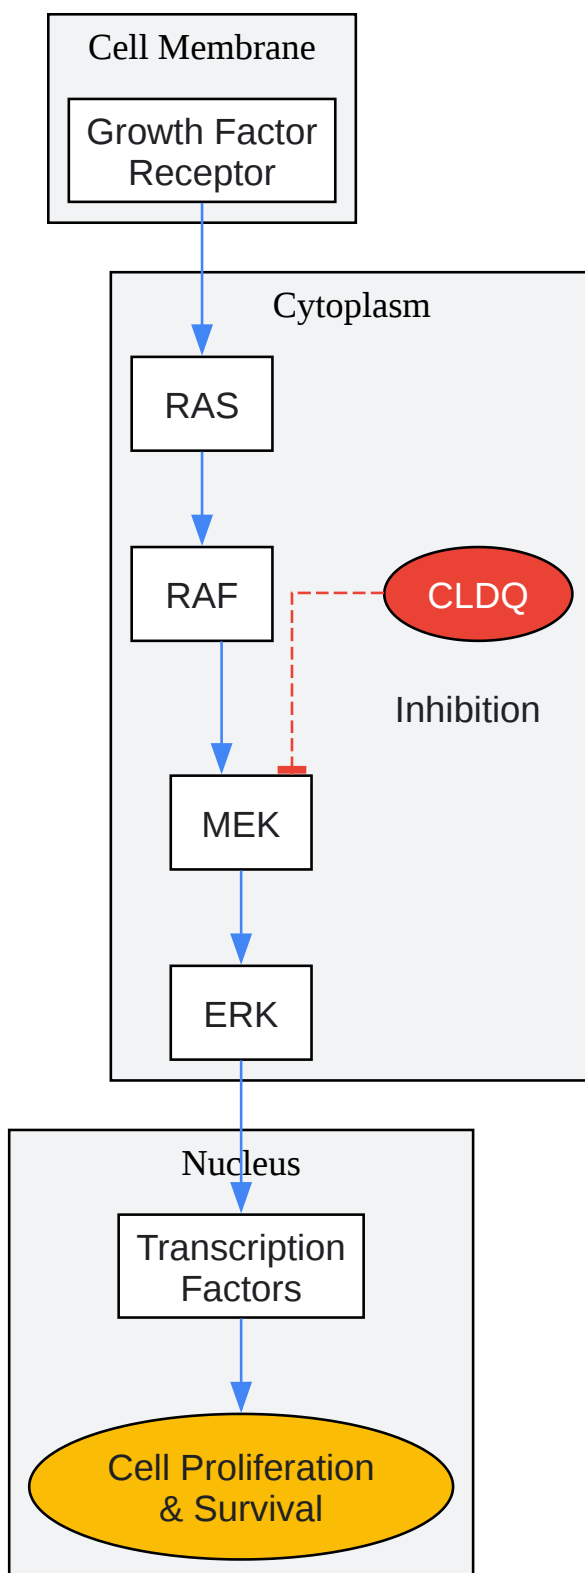 Cell Membrane
Growth Factor
Receptor
Cytoplasm
RAS
RAF
CLDQ
Inhibition
MEK
ERK
Nucleus
Transcription
Factors
Cell Proliferation
& Survival